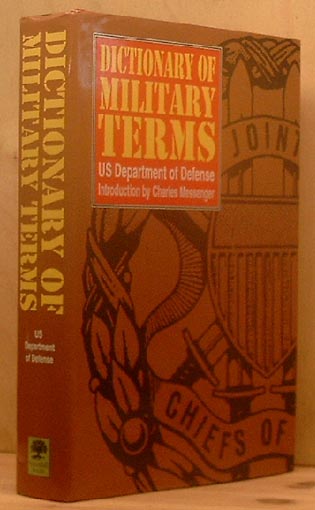 DICTIONARY OF
MILITARY TERMS
US
Department
of Defense
DICTIONARY OF
MILITARY
TERMS
US Department of Defense
Introduction by Charles Messenger
JOINT
CHIEFS OF